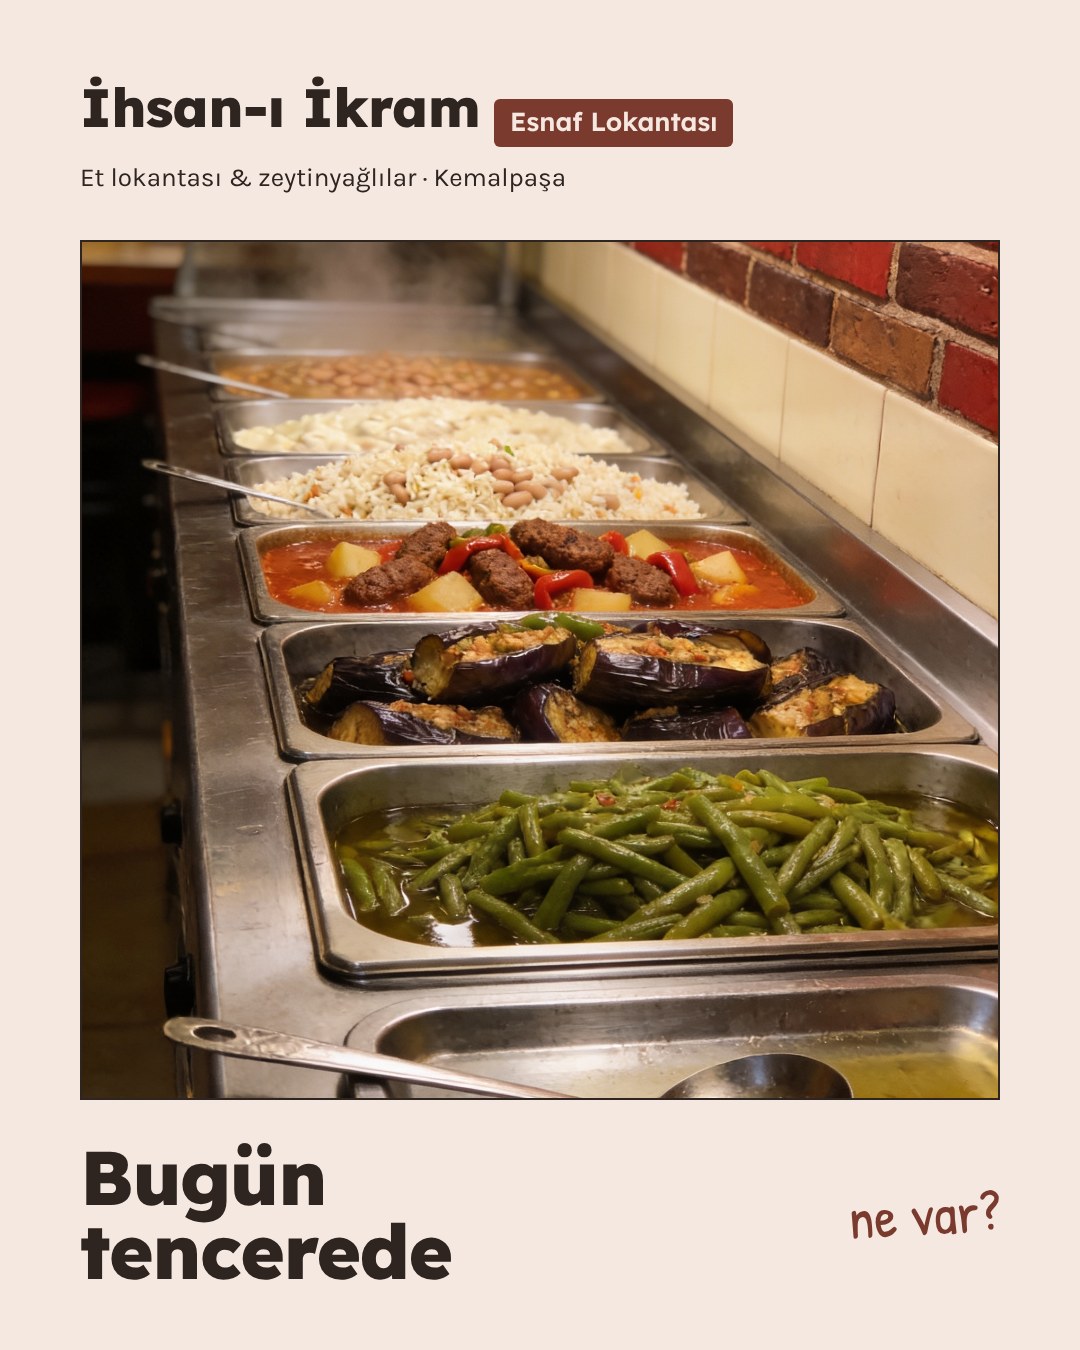 İhsan-ı İkram Esnaf Lokantası
Et lokantası & zeytinyağlılar · Kemalpaşa
Bugün
tencerede
ne var?